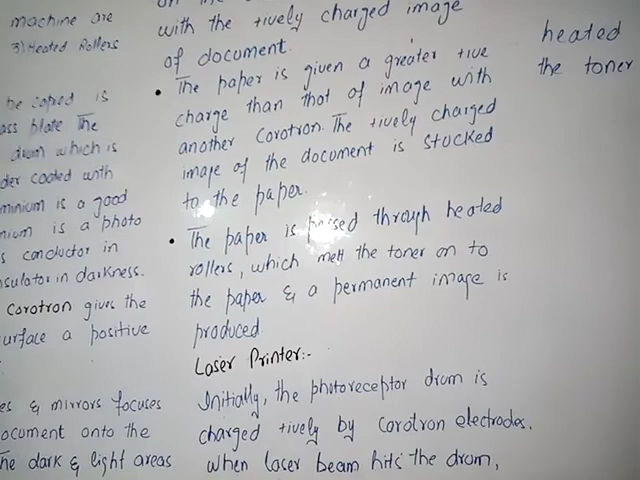 machine are
3) Heated Rollers
be copied is
ass plate The
drum which is
der coated with
minium is a good
nium is a photo
s conductor in
nsulator in darkness.
Corotron gives the
urface a positive
es & mirrors focuses
ocument onto the
The dark & light areas
with the +ively charged image
of document.
• The paper is given a greater +ive
charge than that of image with
another corotron. The +ively charged
image of the document is stucked
to the paper.
• The paper is passed through heated
rollers, which melt the toner on to
the paper & a permanent image is
produced.
Laser Printer:-
Initially, the photoreceptor drum is
charged +ively by Corotron electrodes.
when laser beam hits the drum,
heated
the toner